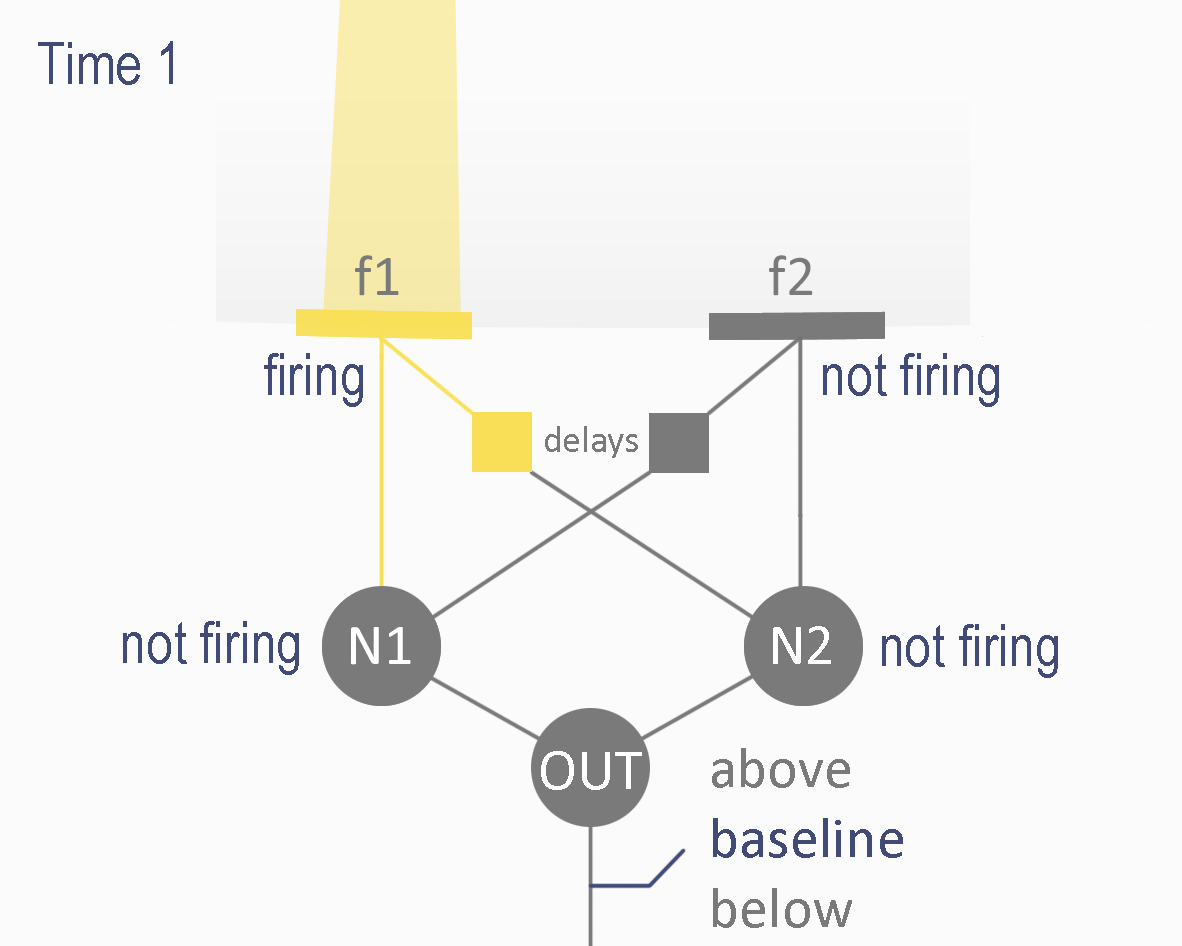 Time 1
f1
f2
firing
not firing
delays
not firing
N1
N2
not firing
OUT
above
baseline
below